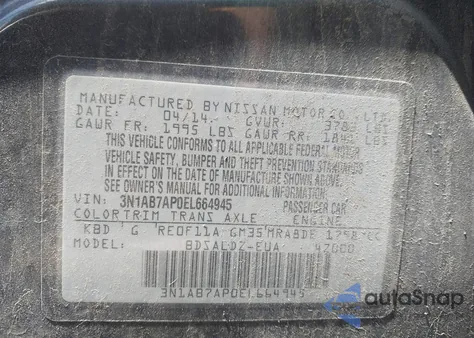 MANUFACTURED BY NISSAN MOTOR CO., LTD.
DATE: 04/14 GVWR: LBS
GAWR FR: 1995 LBS GAWR RR: LBS
THIS VEHICLE CONFORMS TO ALL APPLICABLE FEDERAL MOTOR
VEHICLE SAFETY, BUMPER AND THEFT PREVENTION STANDARDS
IN EFFECT ON THE DATE OF MANUFACTURE SHOWN ABOVE.
SEE OWNER'S MANUAL FOR ADDITIONAL INFORMATION.
VIN: 3N1AB7AP0EL664945 PASSENGER CAR
COLOR TRIM TRANS AXLE ENGINE
KBD G RE0F11A GM35 MRA8DE 1798 CC
MODEL: BDSALDZ-EUA 42000
3N1AB7AP0EL664945
autoSnap